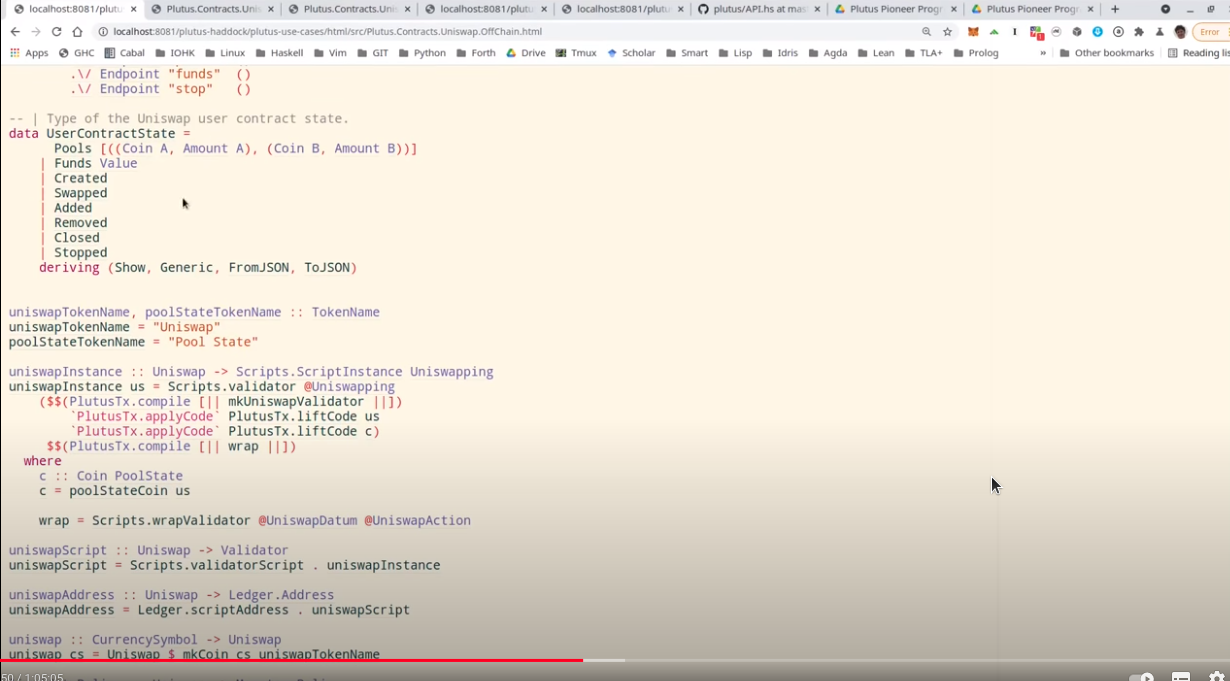 localhost:8081/plutus- Plutus.Contracts.Unis Plutus.Contracts.Unis localhost:8081/plutu localhost:8081/plutu plutus/API.hs at mast Plutus Pioneer Progr Plutus Pioneer Progr
localhost:8081/plutus-haddock/plutus-use-cases/html/src/Plutus.Contracts.Uniswap.OffChain.html Error
Apps GHC Cabal IOHK Linux Haskell Vim GIT Python Forth Drive Tmux Scholar Smart Lisp Idris Agda Lean TLA+ Prolog » Other bookmarks Reading lis
.\/ Endpoint "funds" ()
.\/ Endpoint "stop" ()
-- | Type of the Uniswap user contract state.
data UserContractState =
Pools [((Coin A, Amount A), (Coin B, Amount B))]
| Funds Value
| Created
| Swapped
| Added
| Removed
| Closed
| Stopped
deriving (Show, Generic, FromJSON, ToJSON)
uniswapTokenName, poolStateTokenName :: TokenName
uniswapTokenName = "Uniswap"
poolStateTokenName = "Pool State"
uniswapInstance :: Uniswap -> Scripts.ScriptInstance Uniswapping
uniswapInstance us = Scripts.validator @Uniswapping
($$(PlutusTx.compile [|| mkUniswapValidator ||])
`PlutusTx.applyCode` PlutusTx.liftCode us
`PlutusTx.applyCode` PlutusTx.liftCode c)
$$(PlutusTx.compile [|| wrap ||])
where
c :: Coin PoolState
c = poolStateCoin us
wrap = Scripts.wrapValidator @UniswapDatum @UniswapAction
uniswapScript :: Uniswap -> Validator
uniswapScript = Scripts.validatorScript . uniswapInstance
uniswapAddress :: Uniswap -> Ledger.Address
uniswapAddress = Ledger.scriptAddress . uniswapScript
uniswap :: CurrencySymbol -> Uniswap
uniswap cs = Uniswap $ mkCoin cs uniswapTokenName
50 / 1:05:05